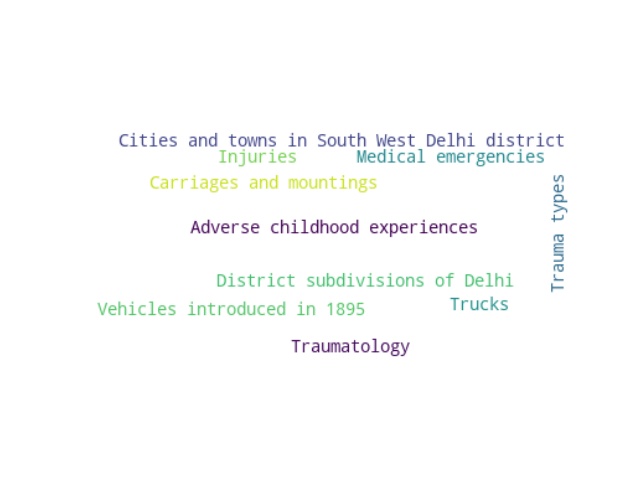 Cities and towns in South West Delhi district
Injuries
Medical emergencies
Carriages and mountings
Trauma types
Adverse childhood experiences
District subdivisions of Delhi
Vehicles introduced in 1895
Trucks
Traumatology